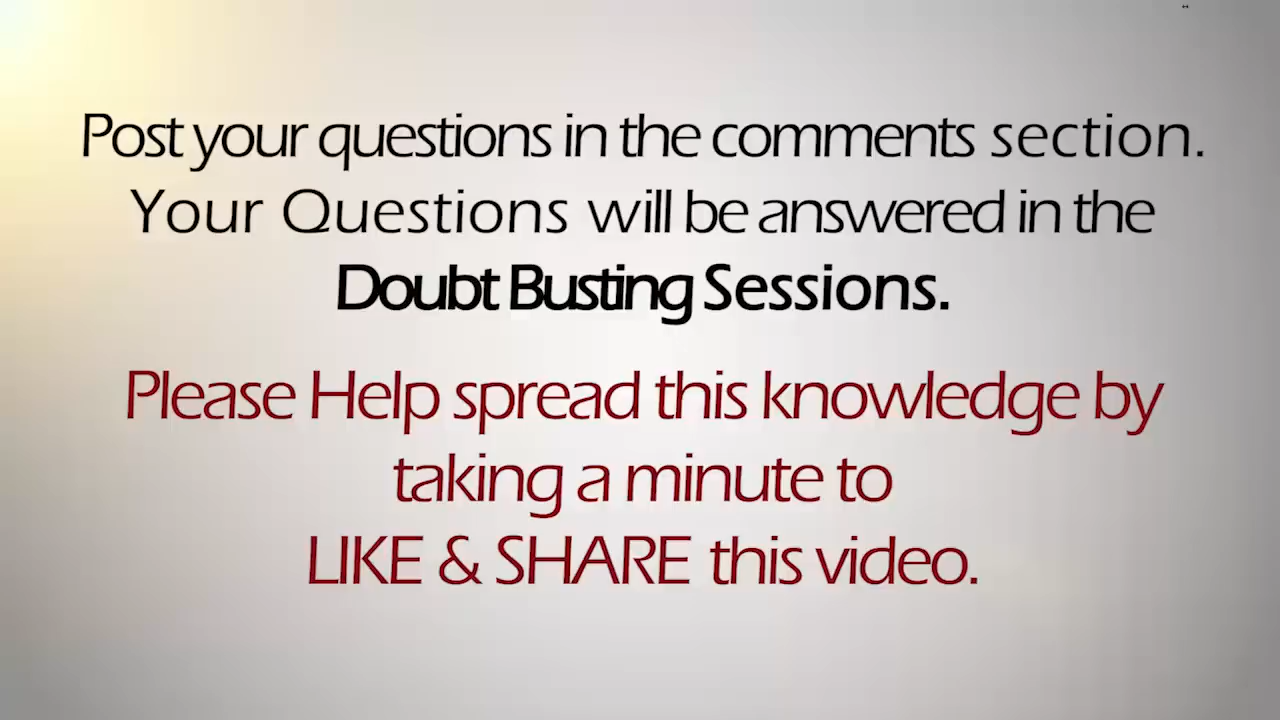 Post your questions in the comments section.
Your Questions will be answered in the
Doubt Busting Sessions.
Please Help spread this knowledge by
taking a minute to
LIKE & SHARE this video.